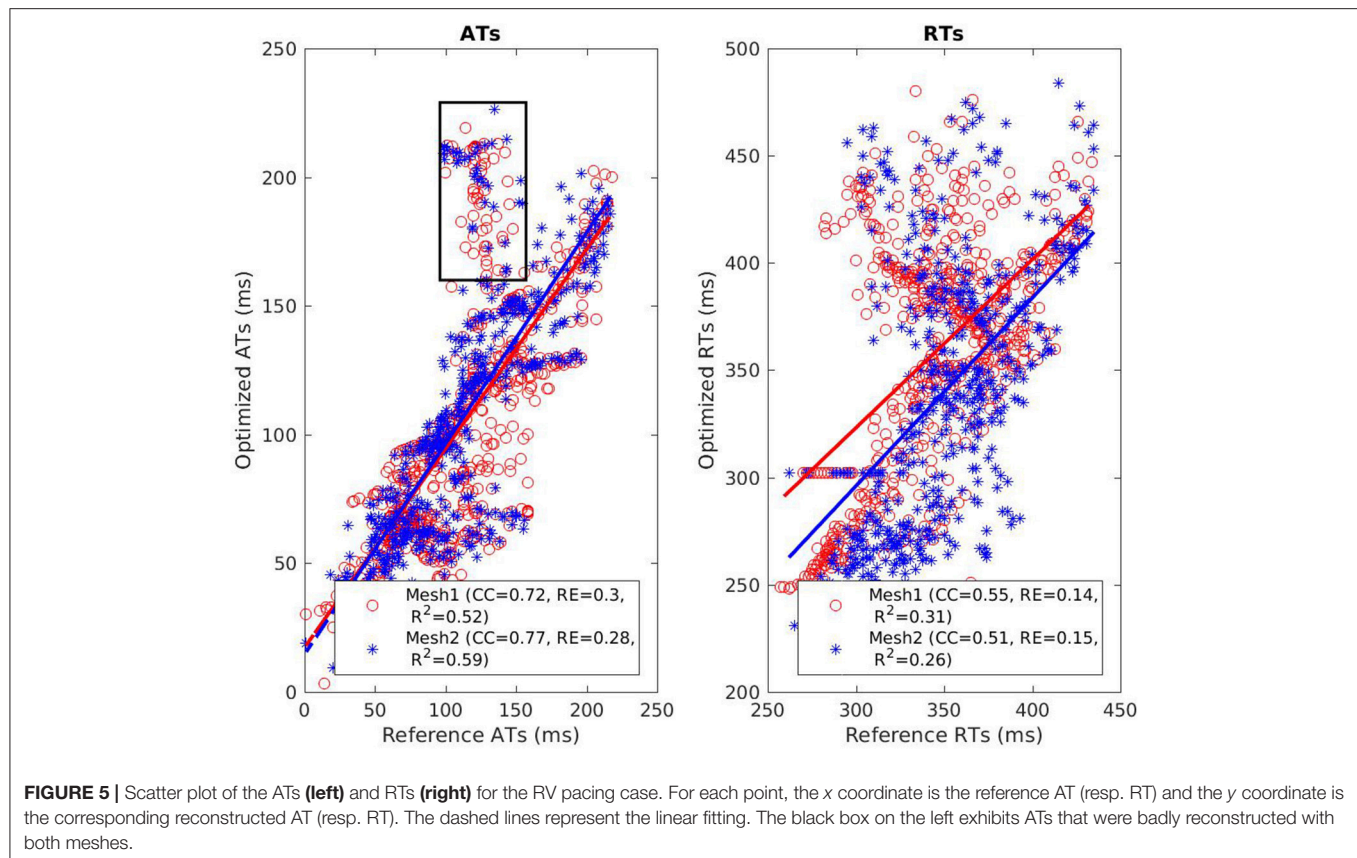 ATs
250
200
150
100
50
0
Optimized ATs (ms)
Mesh1 (CC=0.72, RE=0.3,
R²=0.52)
Mesh2 (CC=0.77, RE=0.28,
R²=0.59)
0 50 100 150 200 250
Reference ATs (ms)
RTs
500
450
400
350
300
250
200
Optimized RTs (ms)
Mesh1 (CC=0.55, RE=0.14,
R²=0.31)
Mesh2 (CC=0.51, RE=0.15,
R²=0.26)
250 300 350 400 450
Reference RTs (ms)
FIGURE 5 | Scatter plot of the ATs (left) and RTs (right) for the RV pacing case. For each point, the x coordinate is the reference AT (resp. RT) and the y coordinate is
the corresponding reconstructed AT (resp. RT). The dashed lines represent the linear fitting. The black box on the left exhibits ATs that were badly reconstructed with
both meshes.